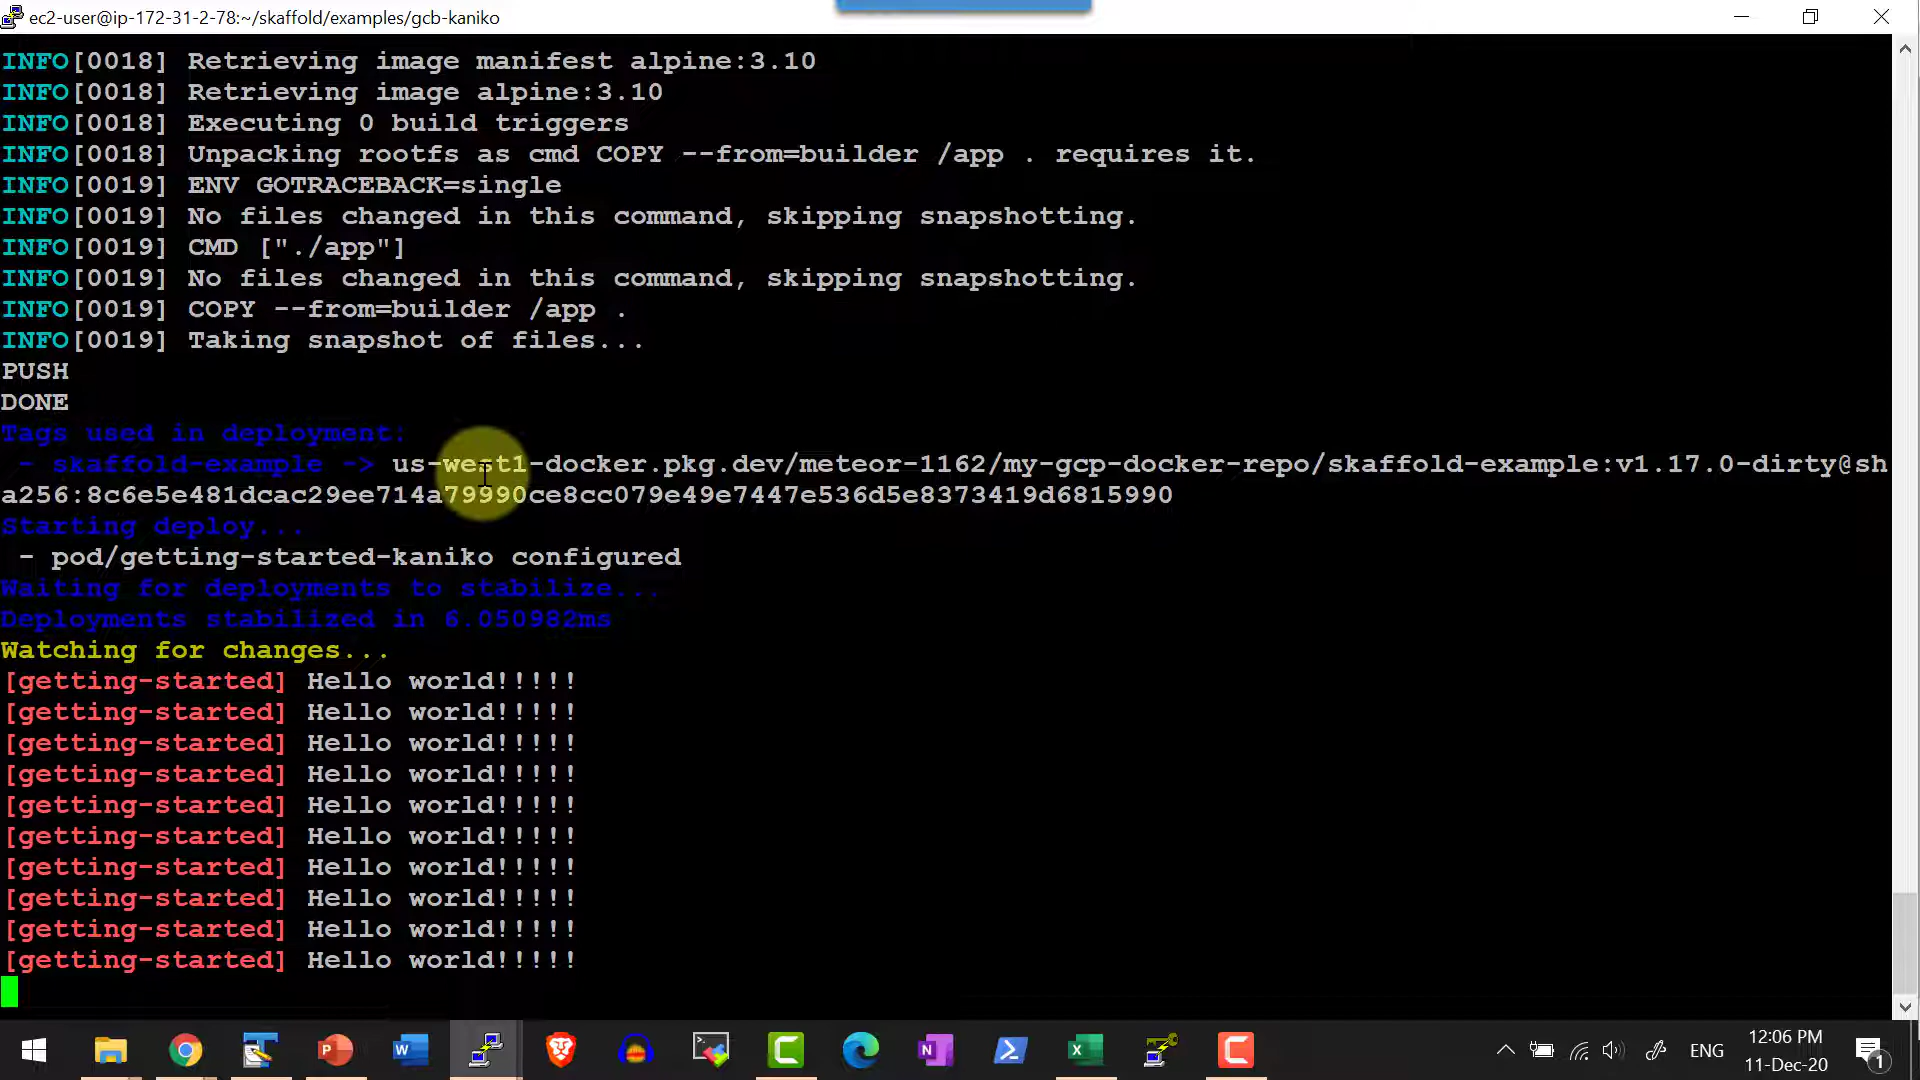 ec2-user@ip-172-31-2-78:~/skaffold/examples/gcb-kaniko
INFO[0018] Retrieving image manifest alpine:3.10
INFO[0018] Retrieving image alpine:3.10
INFO[0018] Executing 0 build triggers
INFO[0018] Unpacking rootfs as cmd COPY --from=builder /app . requires it.
INFO[0019] ENV GOTRACEBACK=single
INFO[0019] No files changed in this command, skipping snapshotting.
INFO[0019] CMD ["./app"]
INFO[0019] No files changed in this command, skipping snapshotting.
INFO[0019] COPY --from=builder /app .
INFO[0019] Taking snapshot of files...
PUSH
DONE
Tags used in deployment:
 - skaffold-example -> us-west1-docker.pkg.dev/meteor-1162/my-gcp-docker-repo/skaffold-example:v1.17.0-dirty@sh
a256:8c6e5e481dcac29ee714a79990ce8cc079e49e7447e536d5e8373419d6815990
Starting deploy...
 - pod/getting-started-kaniko configured
Waiting for deployments to stabilize...
Deployments stabilized in 6.050982ms
Watching for changes...
[getting-started] Hello world!!!!!
[getting-started] Hello world!!!!!
[getting-started] Hello world!!!!!
[getting-started] Hello world!!!!!
[getting-started] Hello world!!!!!
[getting-started] Hello world!!!!!
[getting-started] Hello world!!!!!
[getting-started] Hello world!!!!!
[getting-started] Hello world!!!!!
[getting-started] Hello world!!!!!
ENG
12:06 PM
11-Dec-20
1